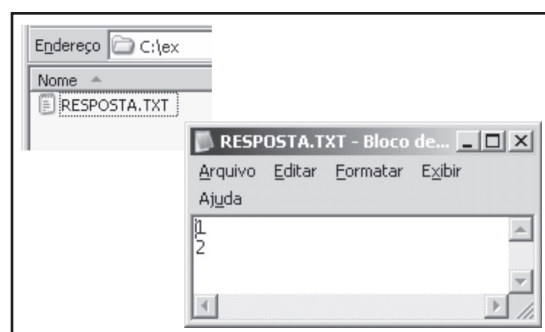 Endereço C:\ex
Nome
RESPOSTA.TXT
RESPOSTA.TXT - Bloco de...
Arquivo Editar Formatar Exibir
Ajuda
1
2